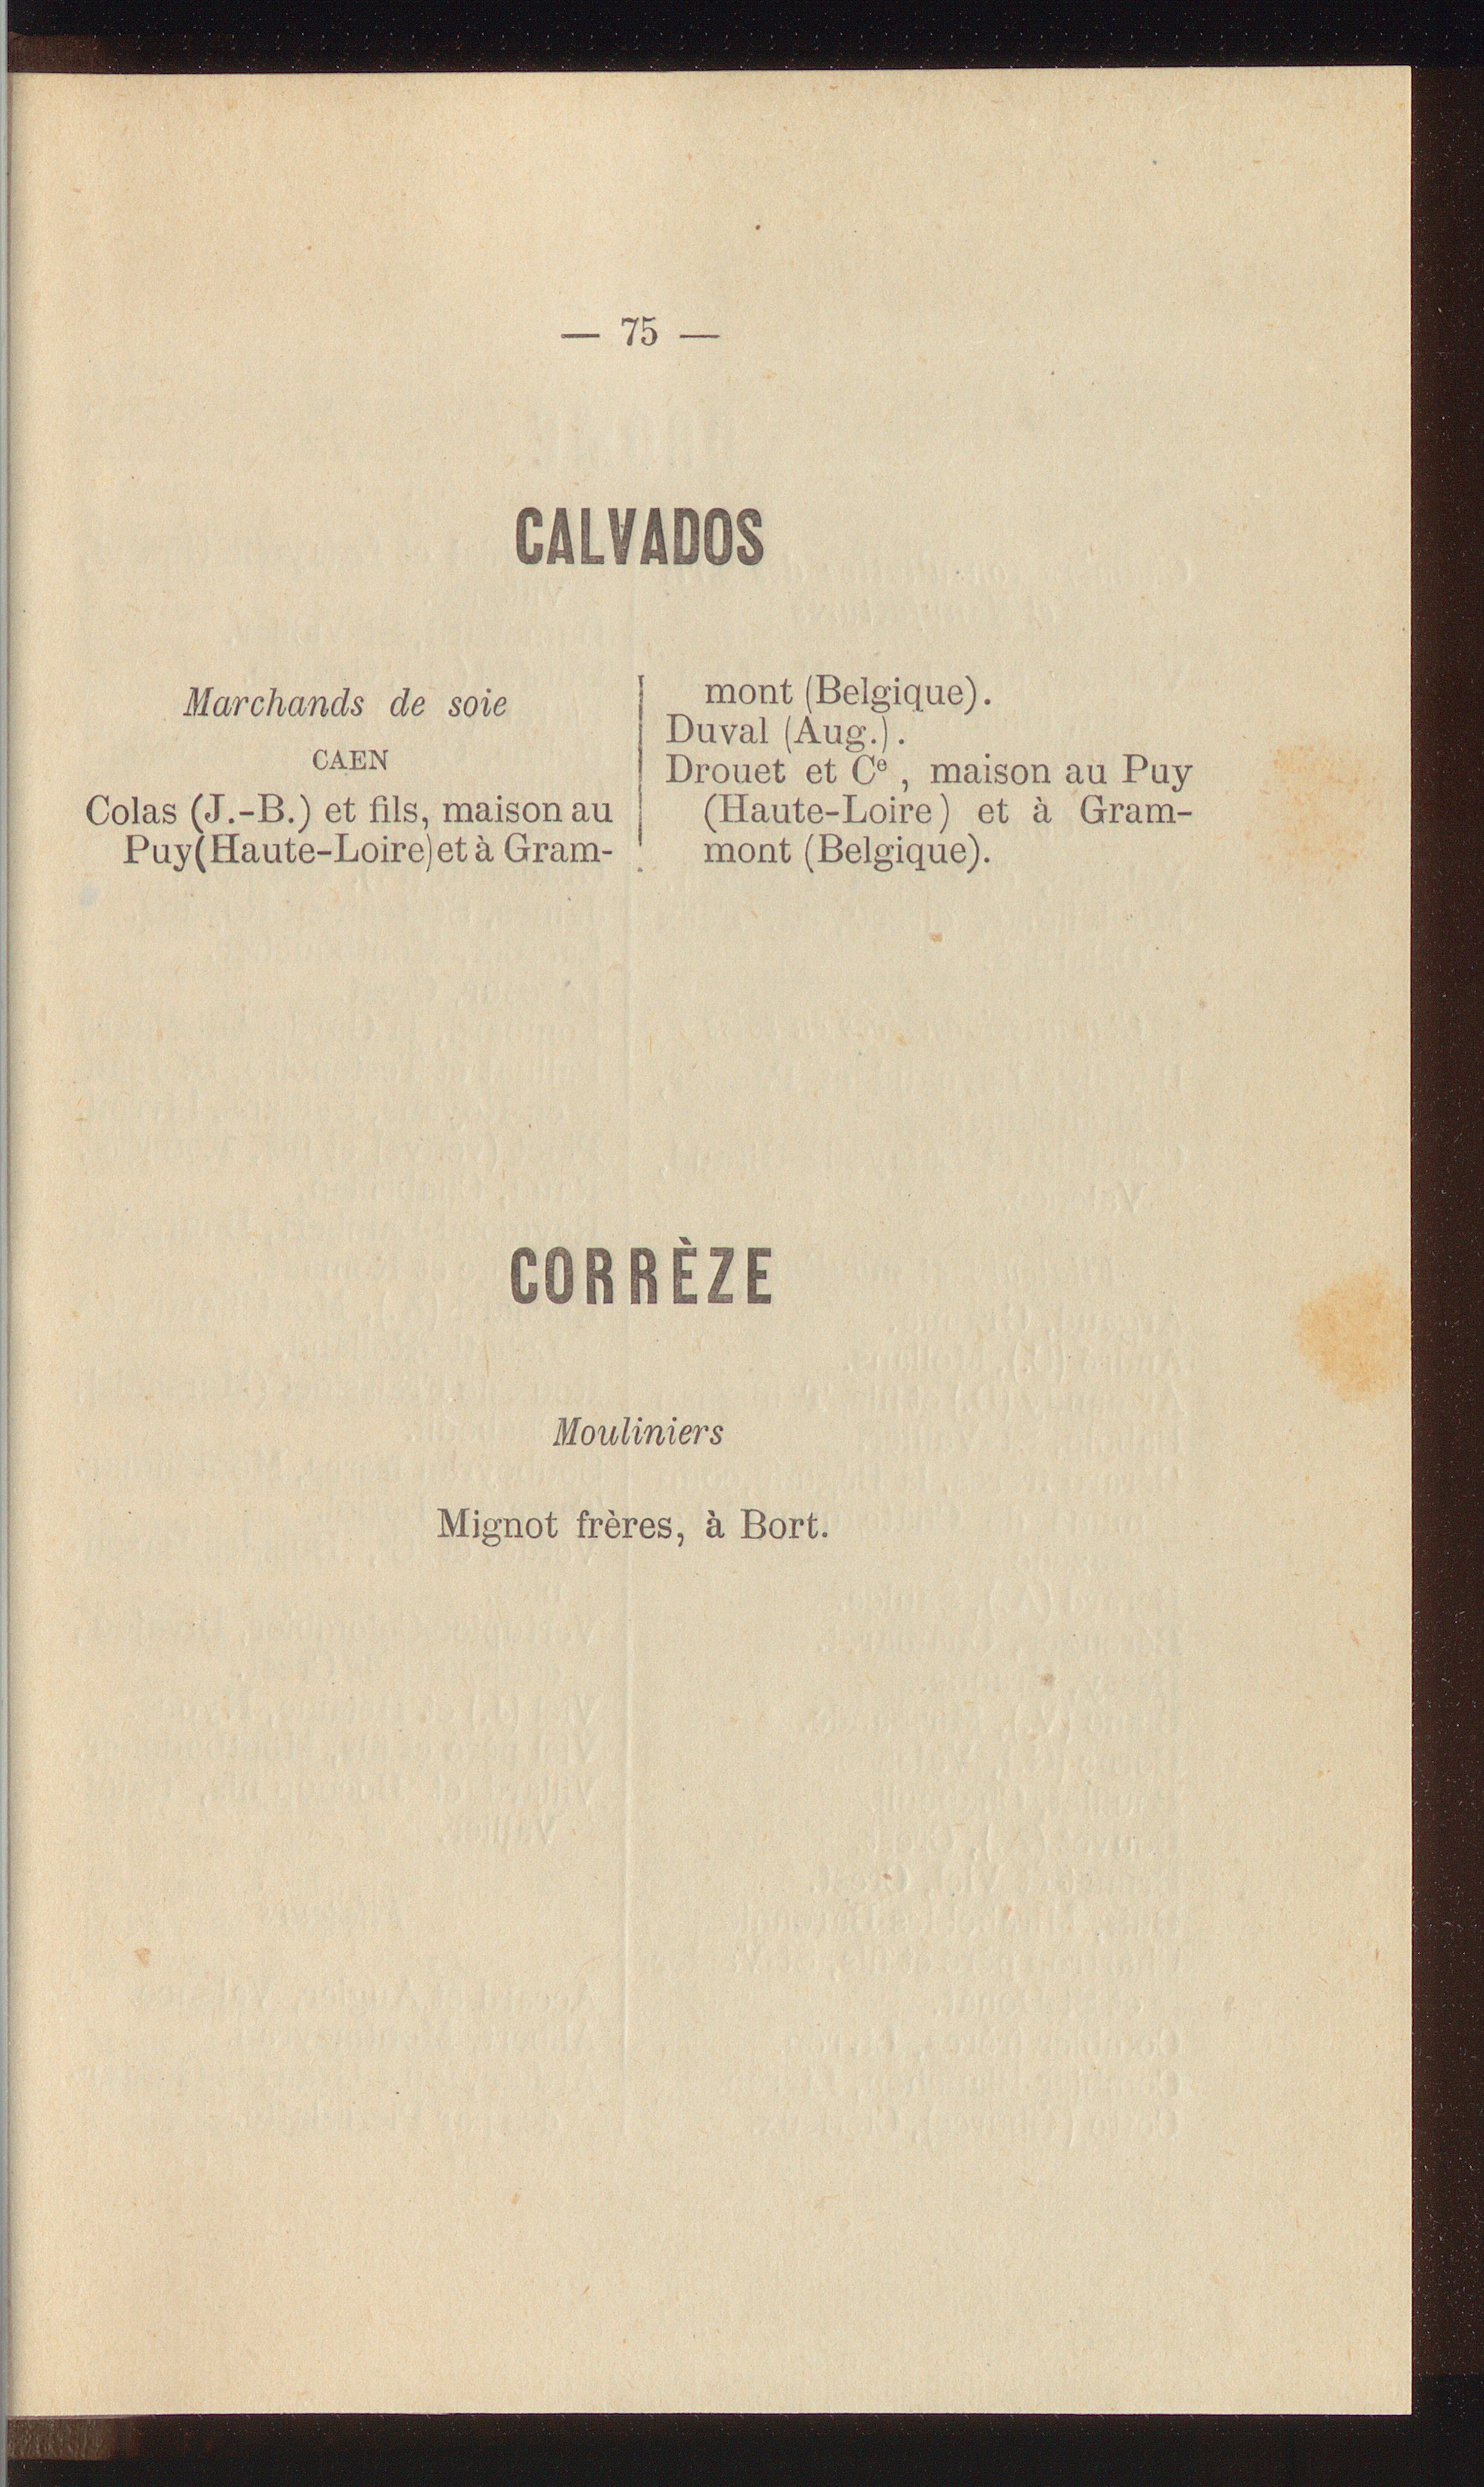 — 75 —
CALVADOS
Marchands de soie
CAEN
Colas (J.-B.) et fils, maison au
Puy (Haute-Loire) et à Gram-
mont (Belgique).
Duval (Aug.).
Drouet et Cᵉ, maison au Puy
(Haute-Loire) et à Gram-
mont (Belgique).
CORRÈZE
Mouliniers
Mignot frères, à Bort.